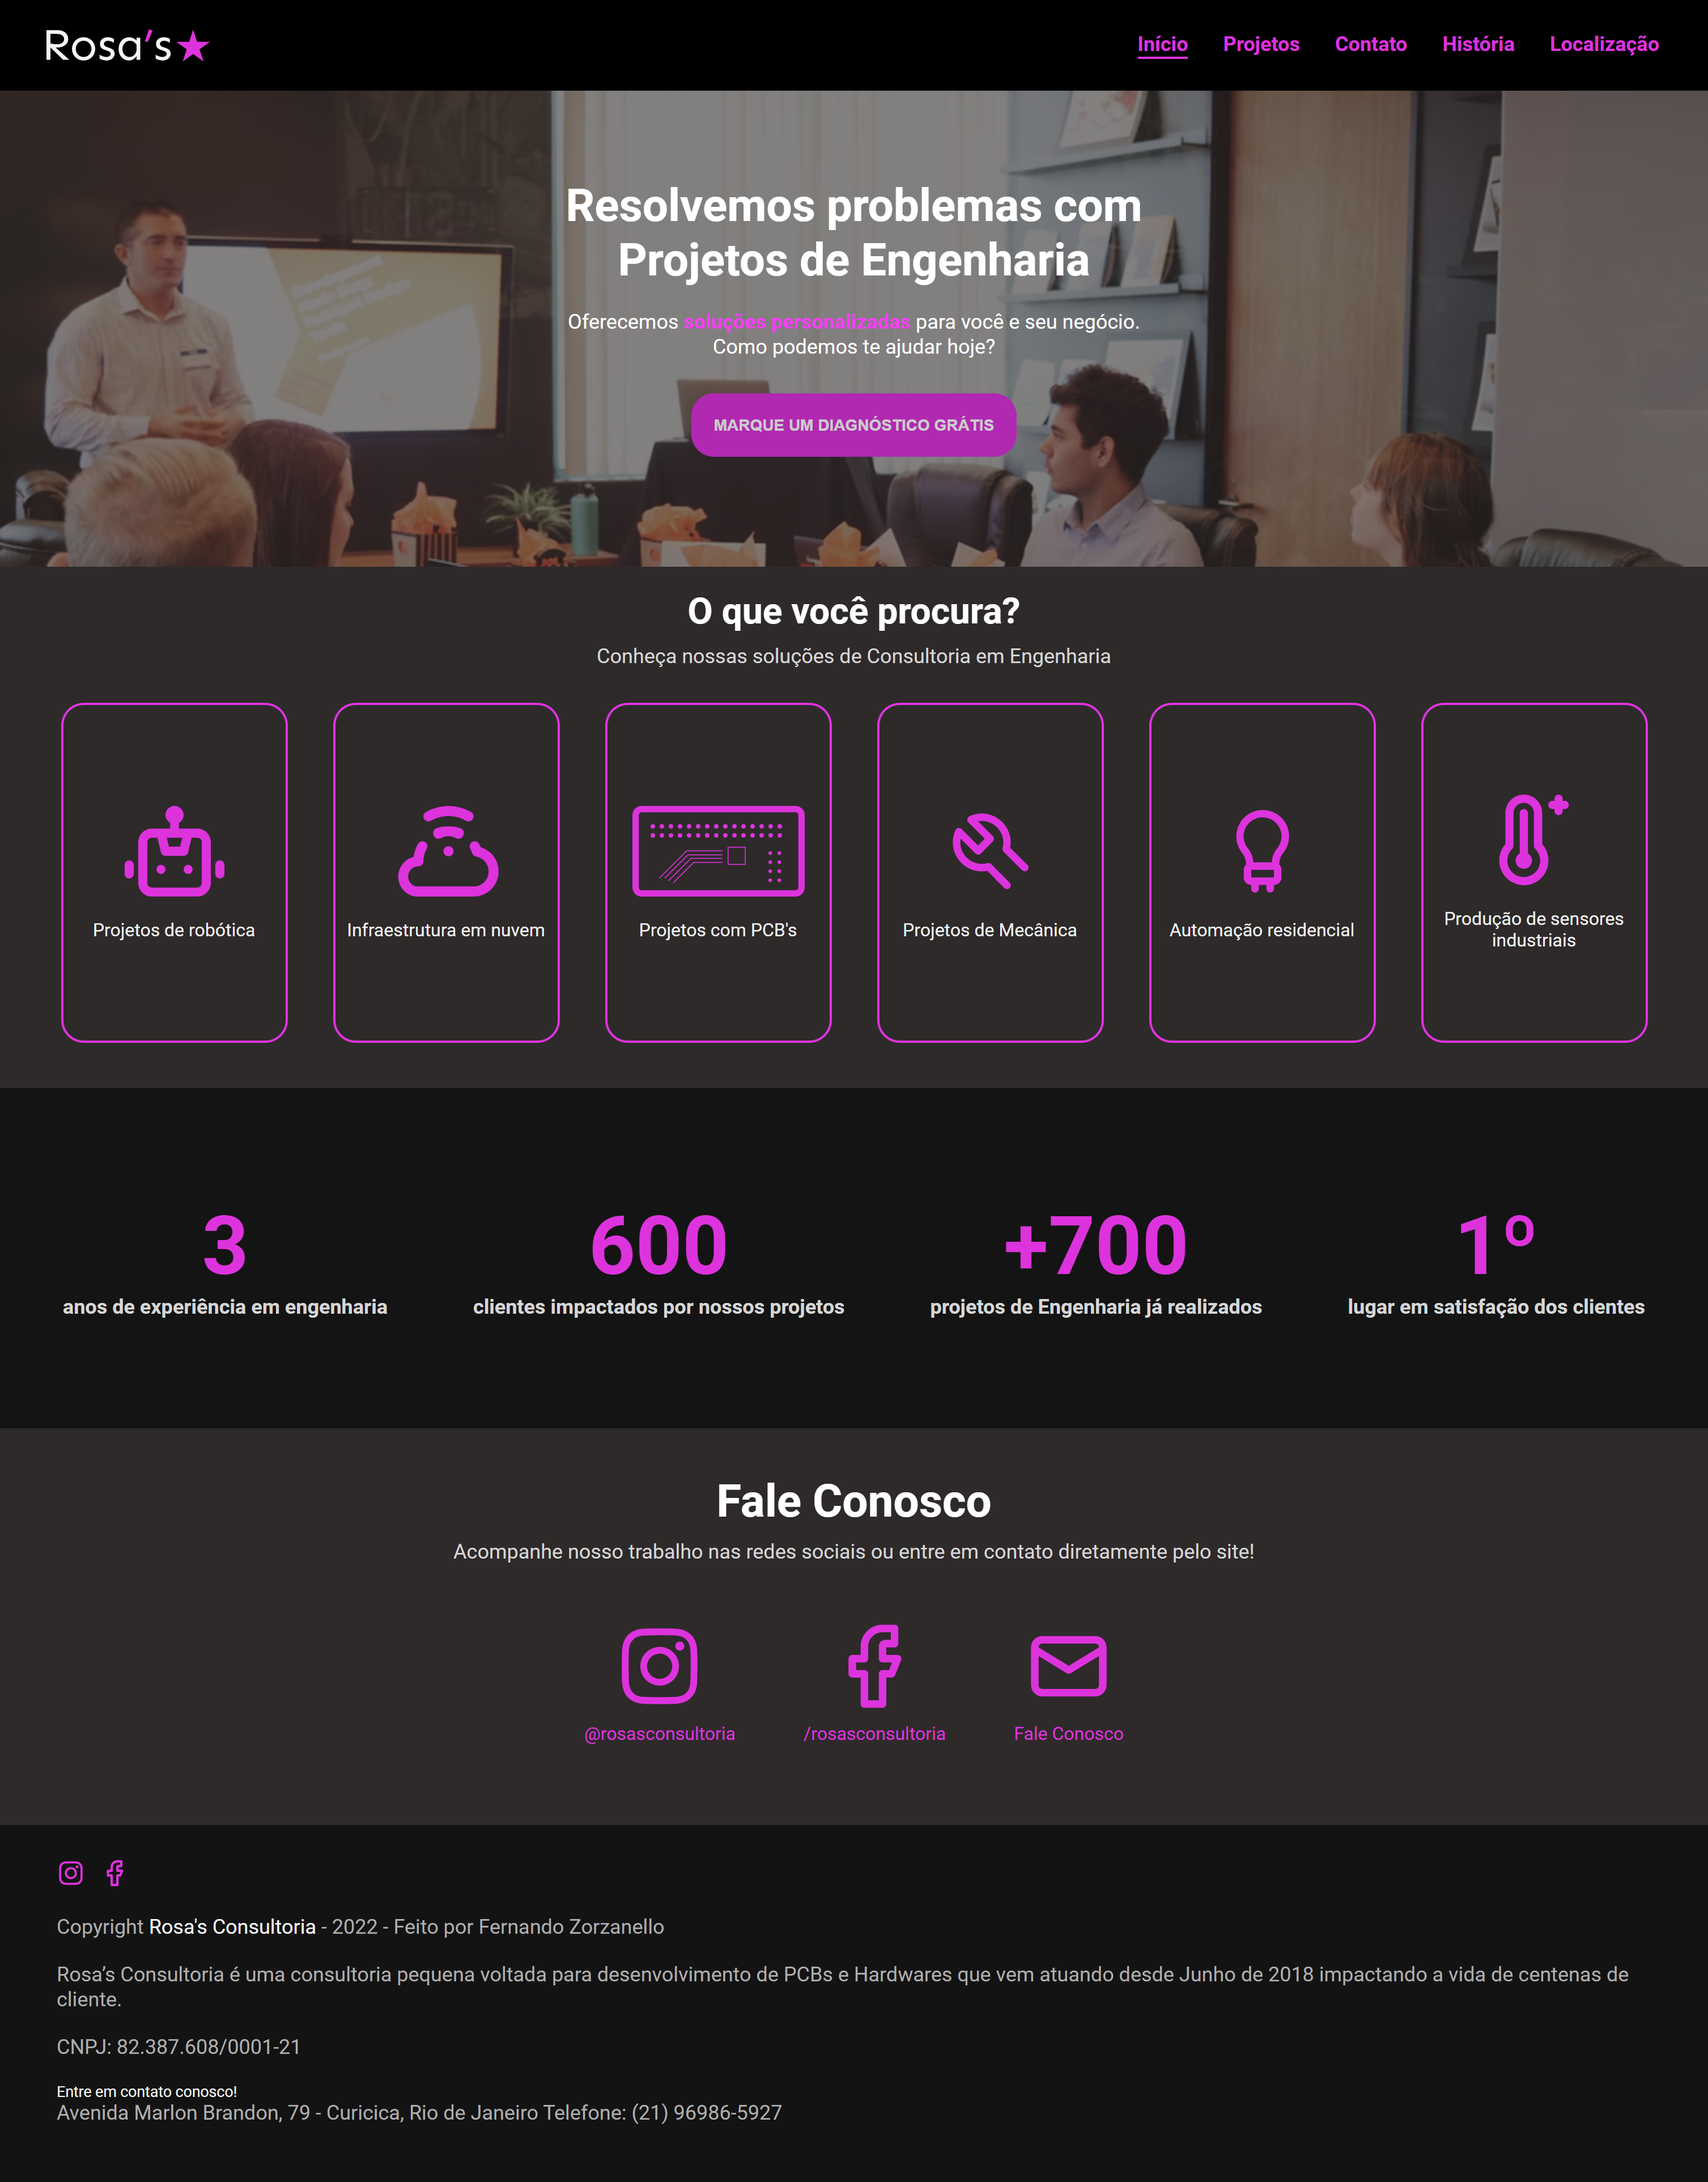 Rosa's★
Início Projetos Contato História Localização
Resolvemos problemas com
Projetos de Engenharia
Oferecemos soluções personalizadas para você e seu negócio.
Como podemos te ajudar hoje?
MARQUE UM DIAGNÓSTICO GRÁTIS
O que você procura?
Conheça nossas soluções de Consultoria em Engenharia
Projetos de robótica
Infraestrutura em nuvem
Projetos com PCB's
Projetos de Mecânica
Automação residencial
Produção de sensores
industriais
3
anos de experiência em engenharia
600
clientes impactados por nossos projetos
+700
projetos de Engenharia já realizados
1º
lugar em satisfação dos clientes
Fale Conosco
Acompanhe nosso trabalho nas redes sociais ou entre em contato diretamente pelo site!
@rosasconsultoria
/rosasconsultoria
Fale Conosco
Copyright Rosa's Consultoria - 2022 - Feito por Fernando Zorzanello
Rosa’s Consultoria é uma consultoria pequena voltada para desenvolvimento de PCBs e Hardwares que vem atuando desde Junho de 2018 impactando a vida de centenas de
cliente.
CNPJ: 82.387.608/0001-21
Entre em contato conosco!
Avenida Marlon Brandon, 79 - Curicica, Rio de Janeiro Telefone: (21) 96986-5927